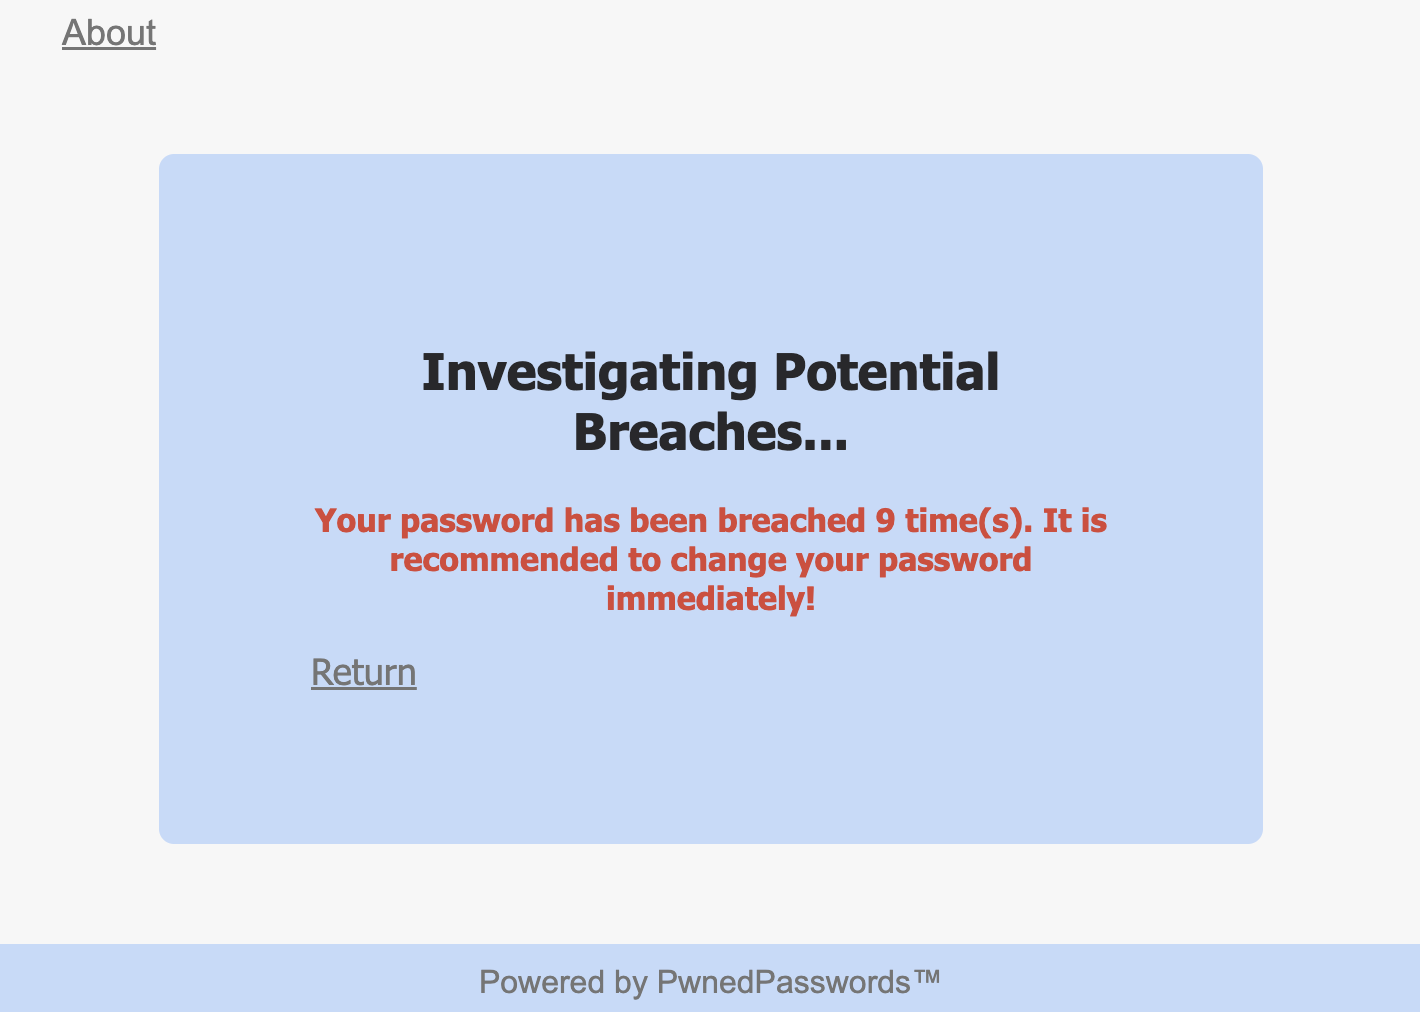 About
Investigating Potential
Breaches...
Your password has been breached 9 time(s). It is
recommended to change your password
immediately!
Return
Powered by PwnedPasswords™